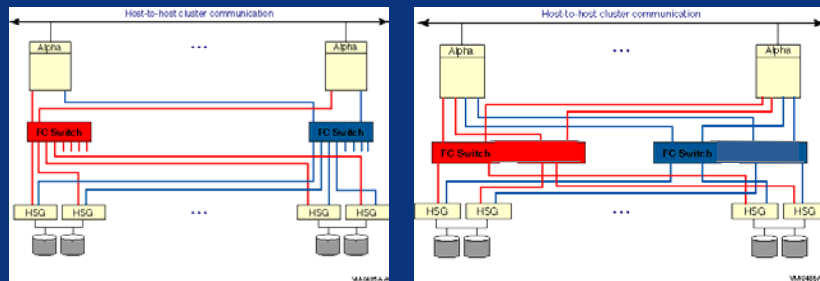 Host-to-host cluster communication
Alpha
...
Alpha
FC Switch
FC Switch
HSG
HSG
...
HSG
HSG
Host-to-host cluster communication
Alpha
...
Alpha
FC Switch
FC Switch
HSG
HSG
...
HSG
HSG